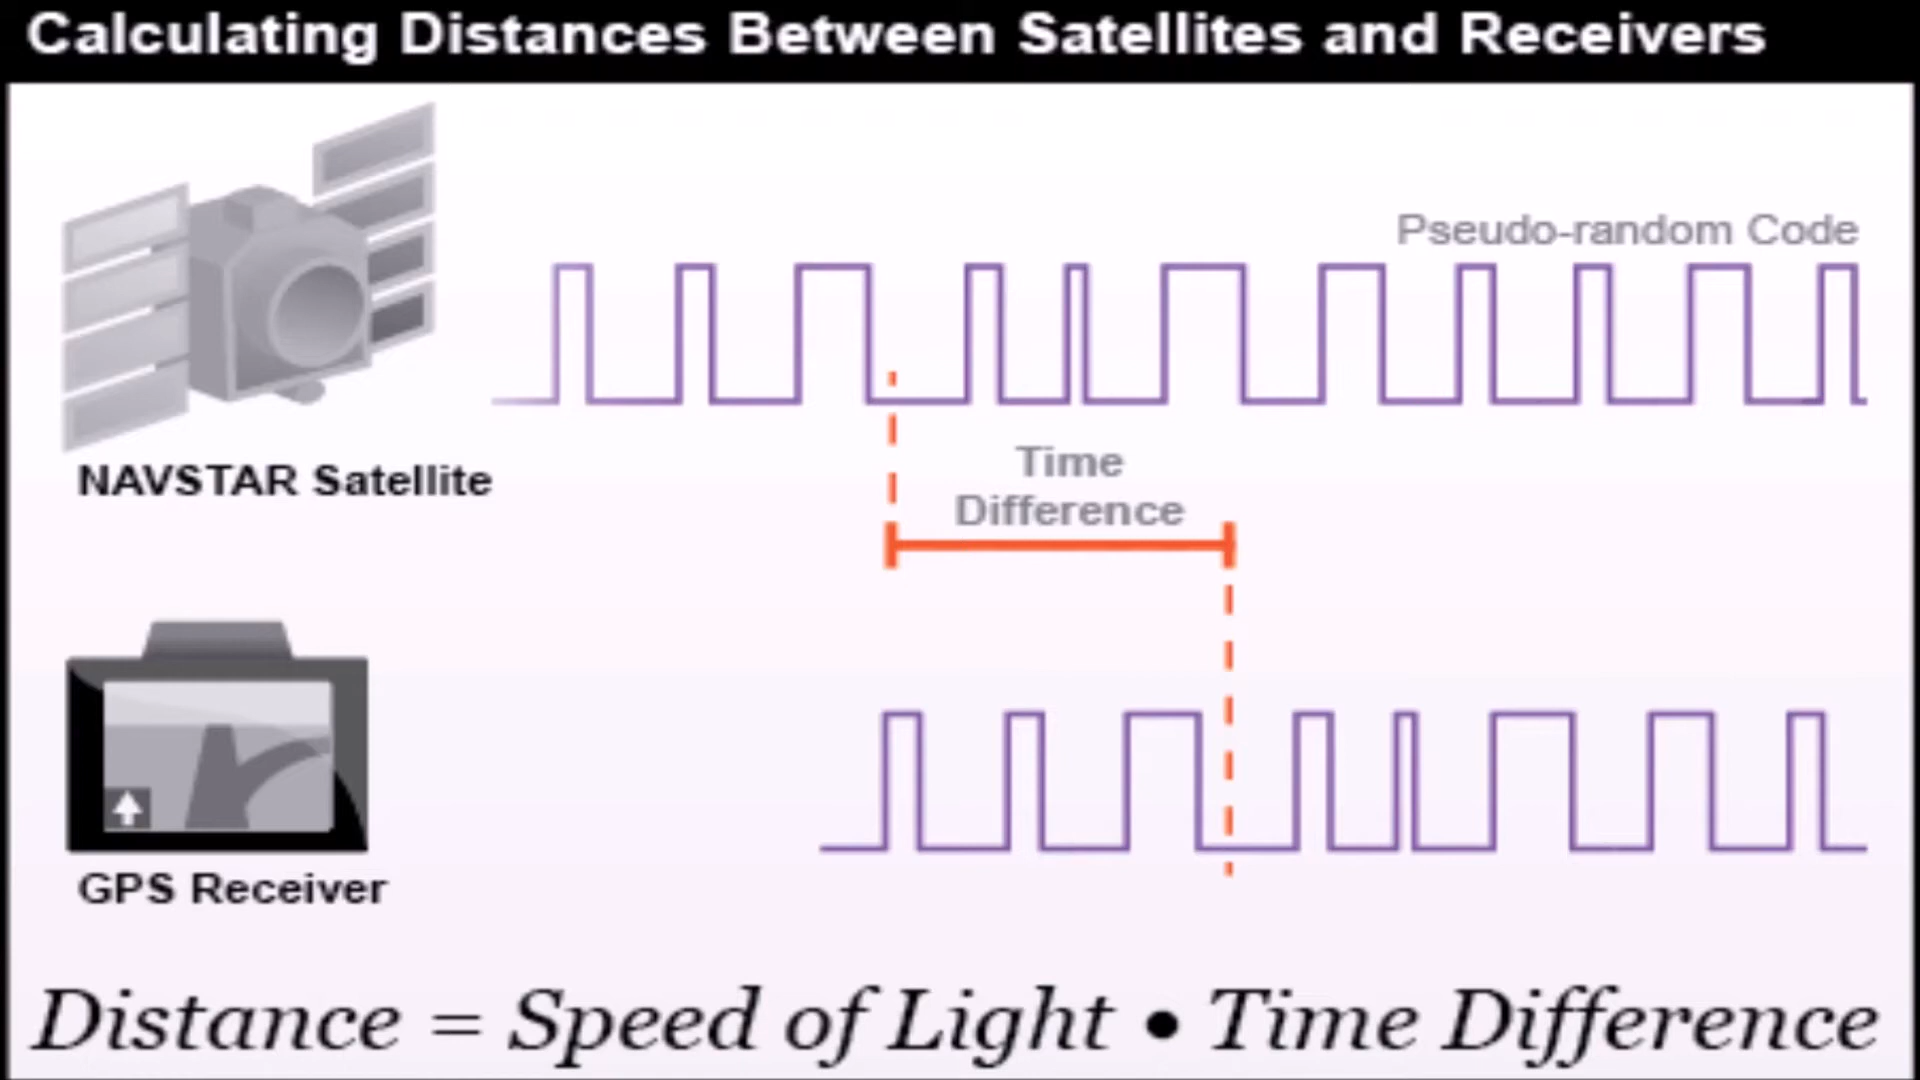 Calculating Distances Between Satellites and Receivers
Pseudo-random Code
Time
Difference
NAVSTAR Satellite
GPS Receiver
Distance = Speed of Light • Time Difference